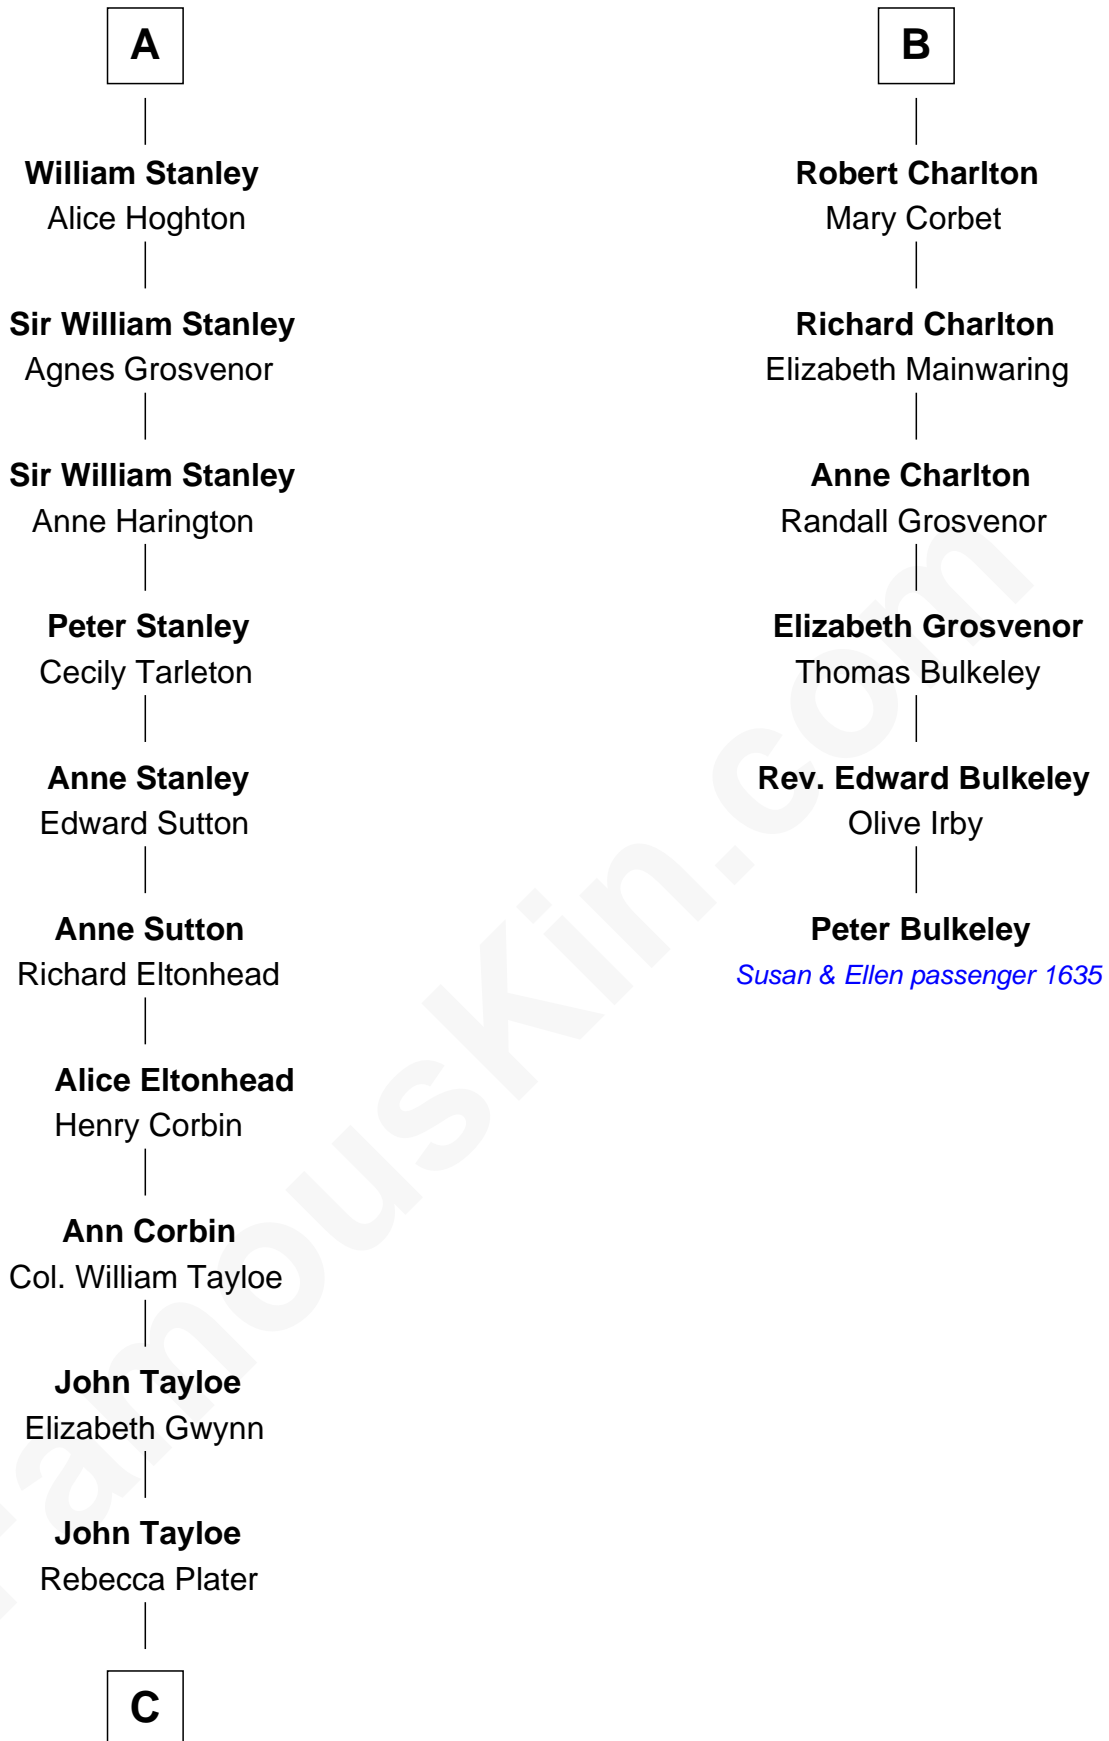 A
William Stanley
Alice Hoghton
Sir William Stanley
Agnes Grosvenor
Sir William Stanley
Anne Harington
Peter Stanley
Cecily Tarleton
Anne Stanley
Edward Sutton
Anne Sutton
Richard Eltonhead
Alice Eltonhead
Henry Corbin
Ann Corbin
Col. William Tayloe
John Tayloe
Elizabeth Gwynn
John Tayloe
Rebecca Plater
C
B
Robert Charlton
Mary Corbet
Richard Charlton
Elizabeth Mainwaring
Anne Charlton
Randall Grosvenor
Elizabeth Grosvenor
Thomas Bulkeley
Rev. Edward Bulkeley
Olive Irby
Peter Bulkeley
Susan & Ellen passenger 1635
FamousKin.com